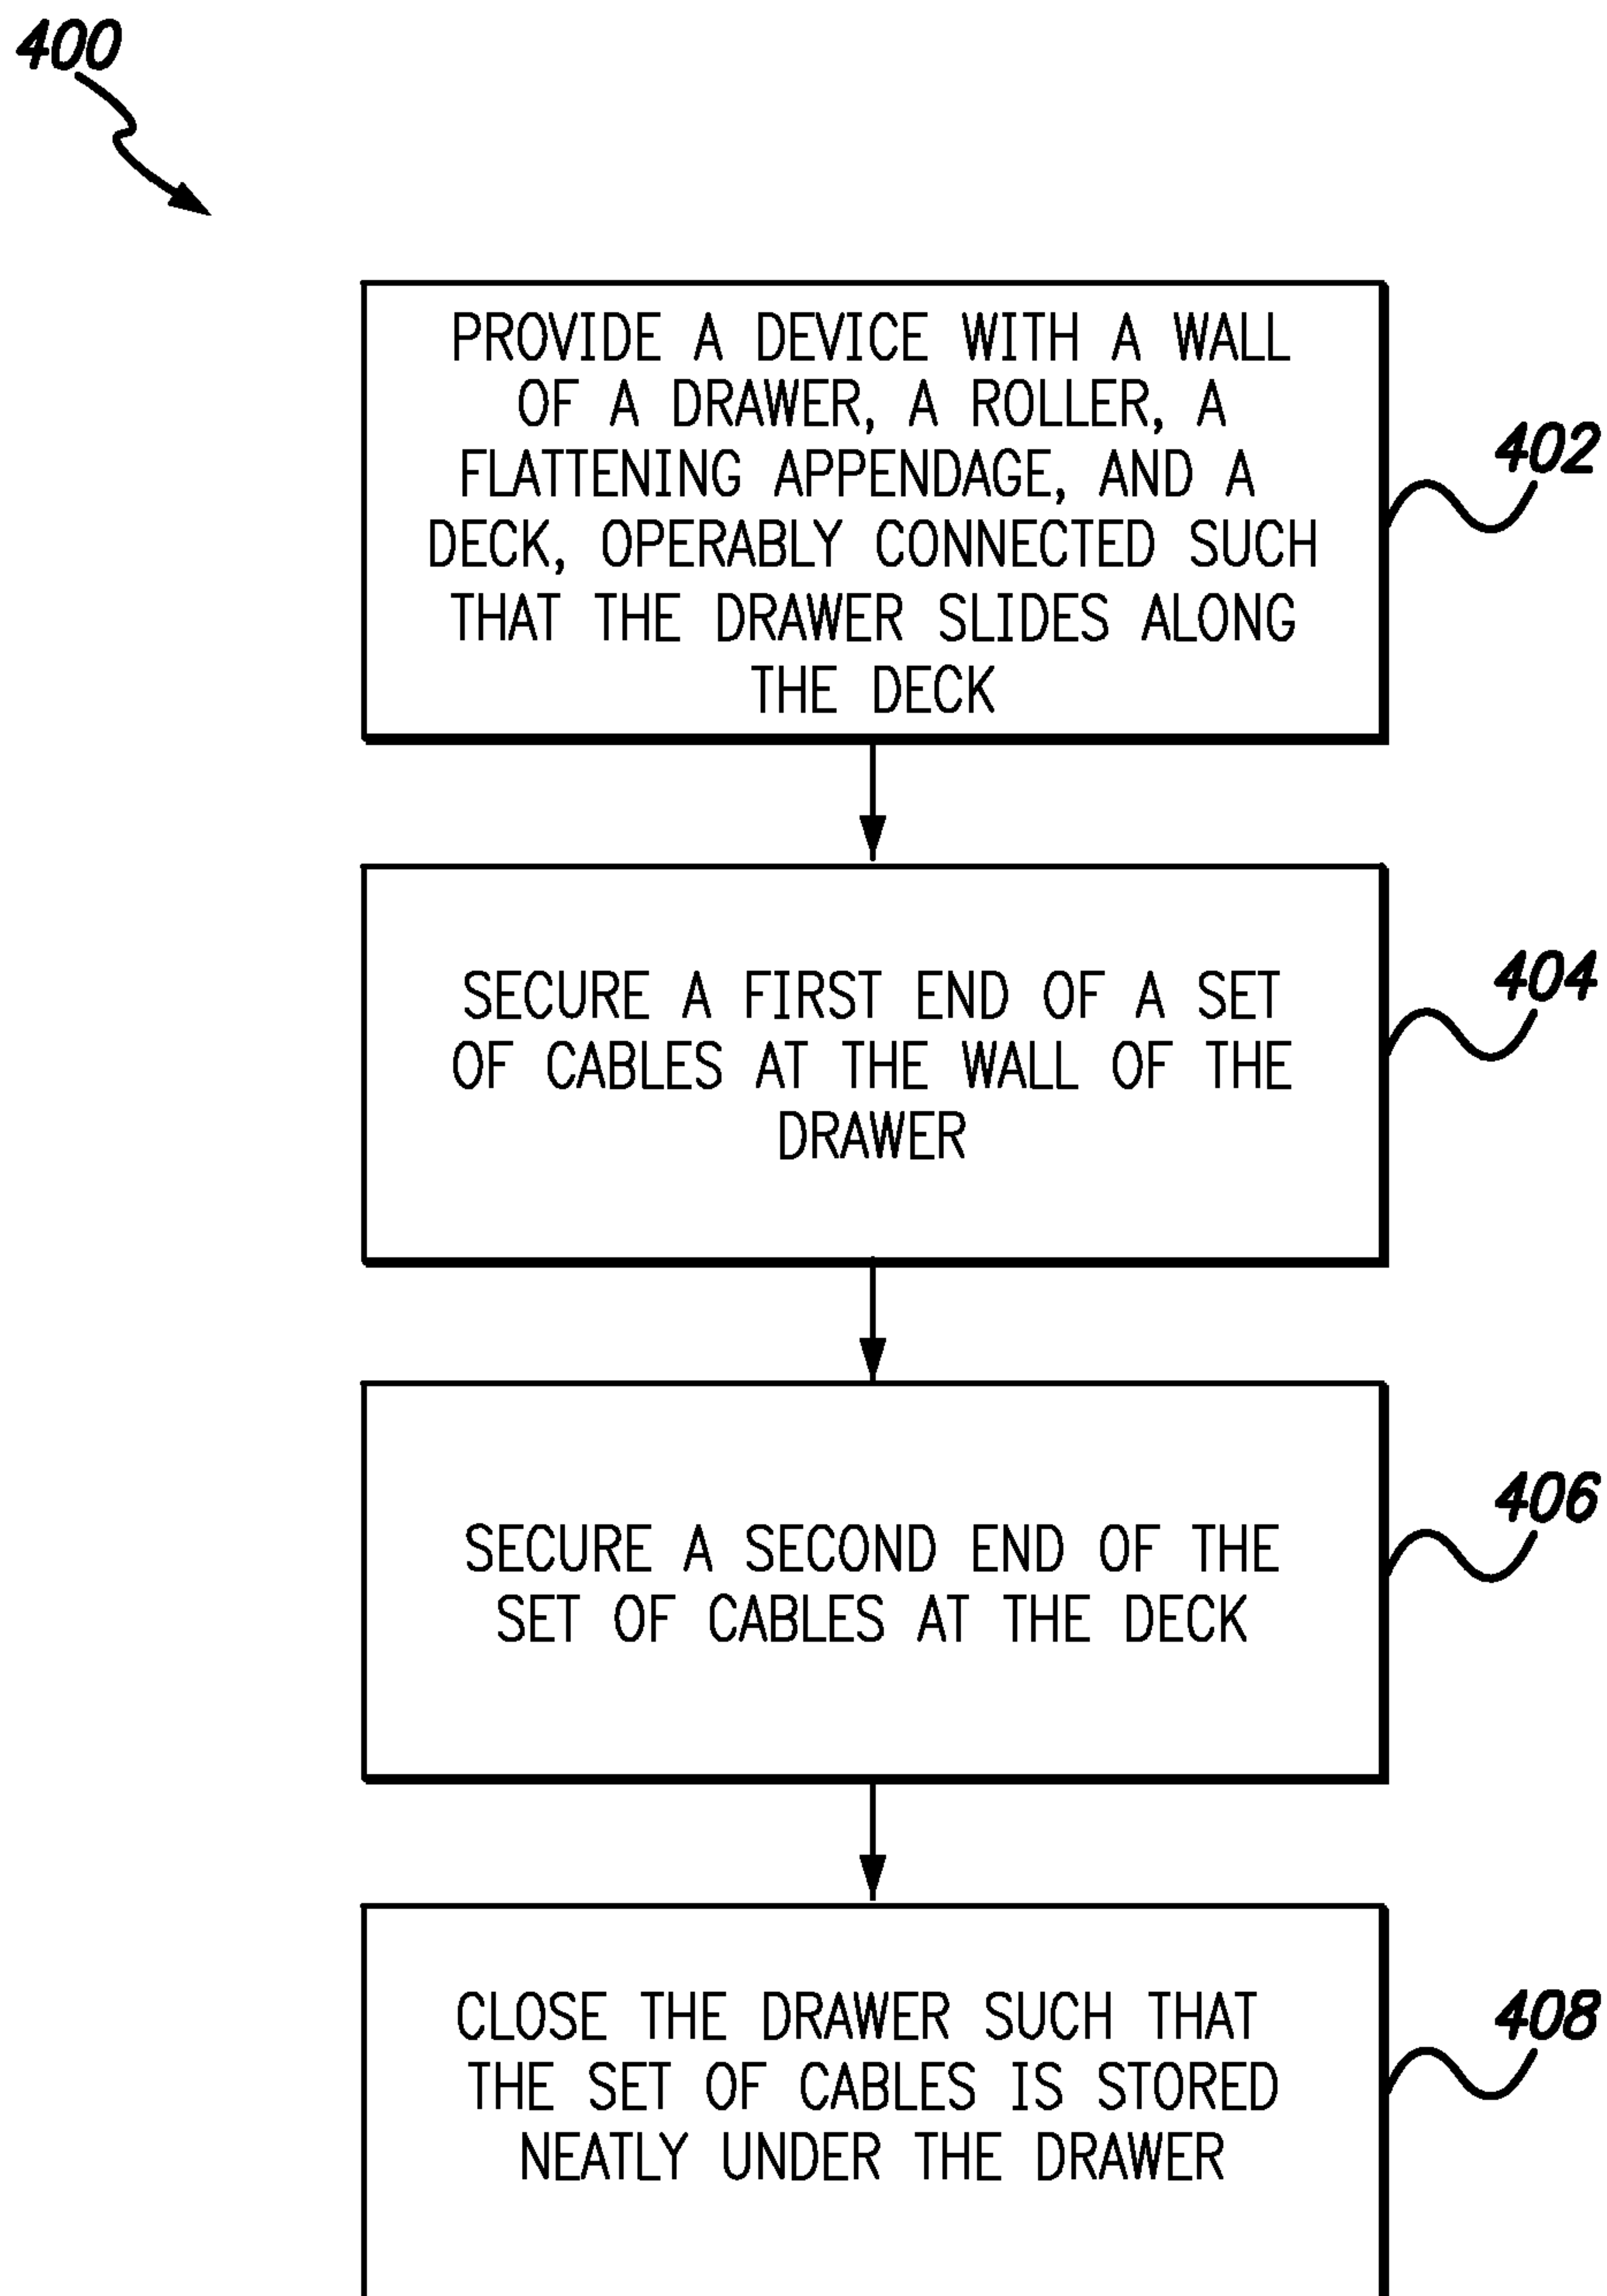 400
PROVIDE A DEVICE WITH A WALL
OF A DRAWER, A ROLLER, A
FLATTENING APPENDAGE, AND A
DECK, OPERABLY CONNECTED SUCH
THAT THE DRAWER SLIDES ALONG
THE DECK
402
SECURE A FIRST END OF A SET
OF CABLES AT THE WALL OF THE
DRAWER
404
SECURE A SECOND END OF THE
SET OF CABLES AT THE DECK
406
CLOSE THE DRAWER SUCH THAT
THE SET OF CABLES IS STORED
NEATLY UNDER THE DRAWER
408